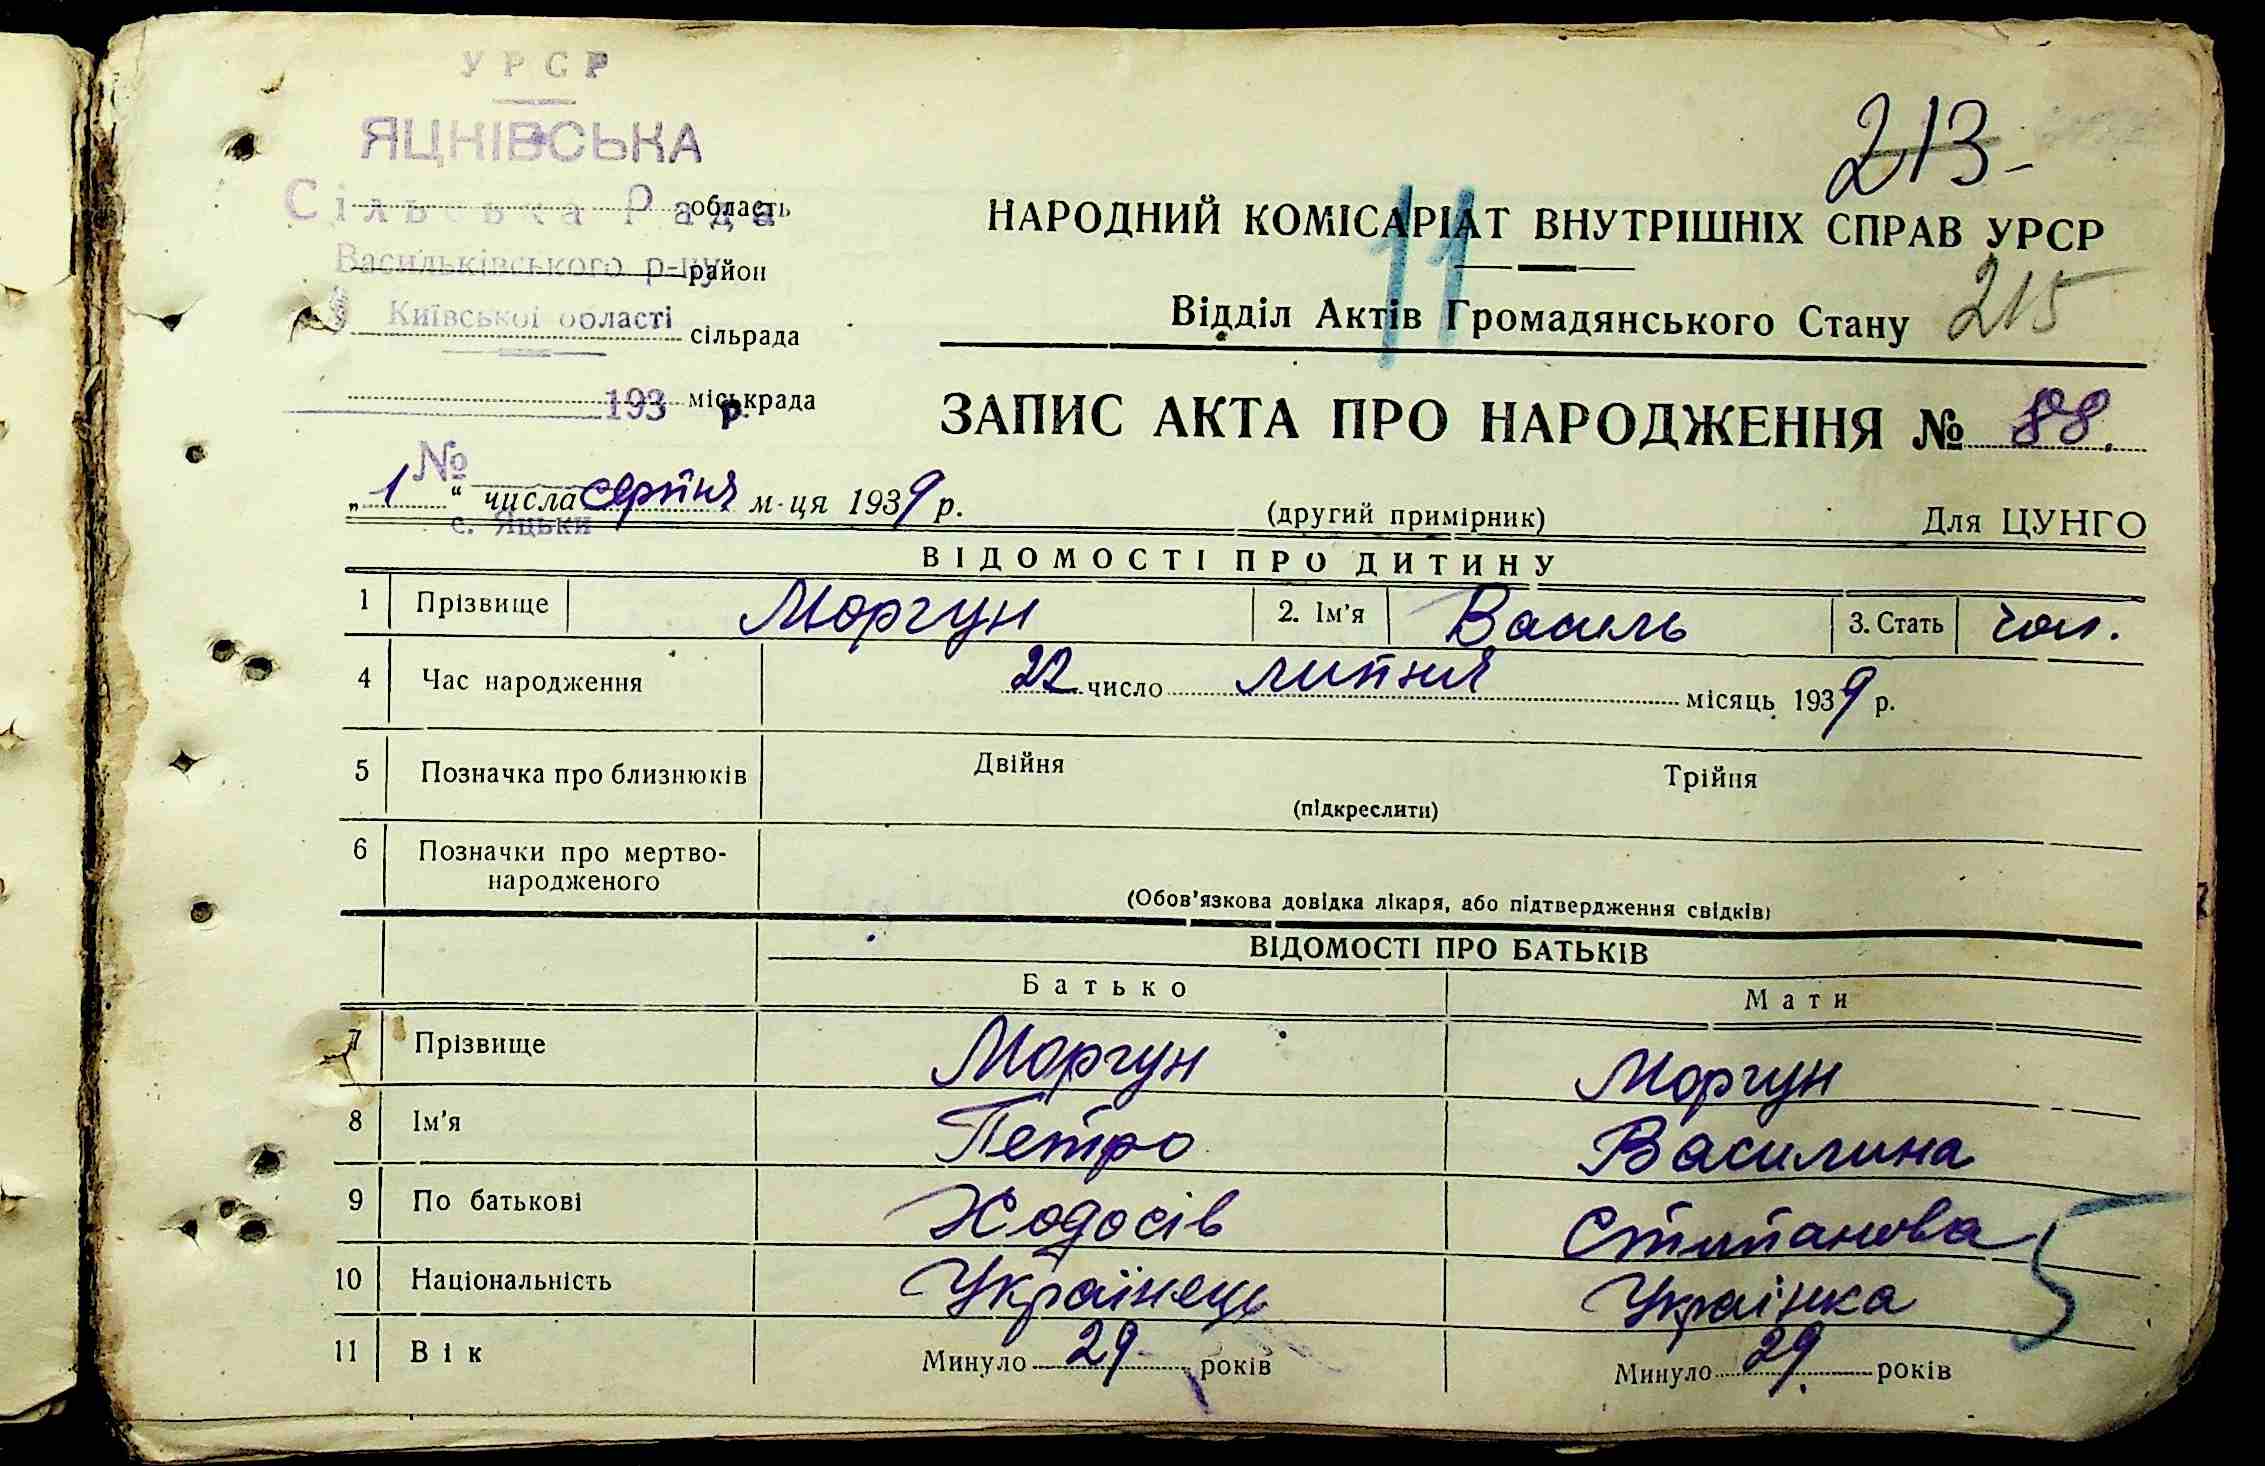 УРСР
ЯЦКІВСЬКА
Сільська Рада область
Васильківського р-ну район
Київської області сільрада
193 р. міськрада
№
с. Яцьки
213
НАРОДНИЙ КОМІСАРІАТ ВНУТРІШНІХ СПРАВ УРСР
11
215
Відділ Актів Громадянського Стану
ЗАПИС АКТА ПРО НАРОДЖЕННЯ № 88.
„1“ числа серпня м-ця 1939 р. (другий примірник) Для ЦУНГО
ВІДОМОСТІ ПРО ДИТИНУ
1 Прізвище Моргун 2. Ім'я Василь 3. Стать чол.
4 Час народження 22 число липня місяць 1939 р.
5 Позначка про близнюків Двійня Трійня
(підкреслити)
6 Позначки про мертво-
народженого
(Обов'язкова довідка лікаря, або підтвердження свідків)
ВІДОМОСТІ ПРО БАТЬКІВ
Батько Мати
7 Прізвище Моргун Моргун
8 Ім'я Петро Василина
9 По батькові Ходосів Степанова
10 Національність Українець Українка
5
11 Вік Минуло 29 років Минуло 29 років